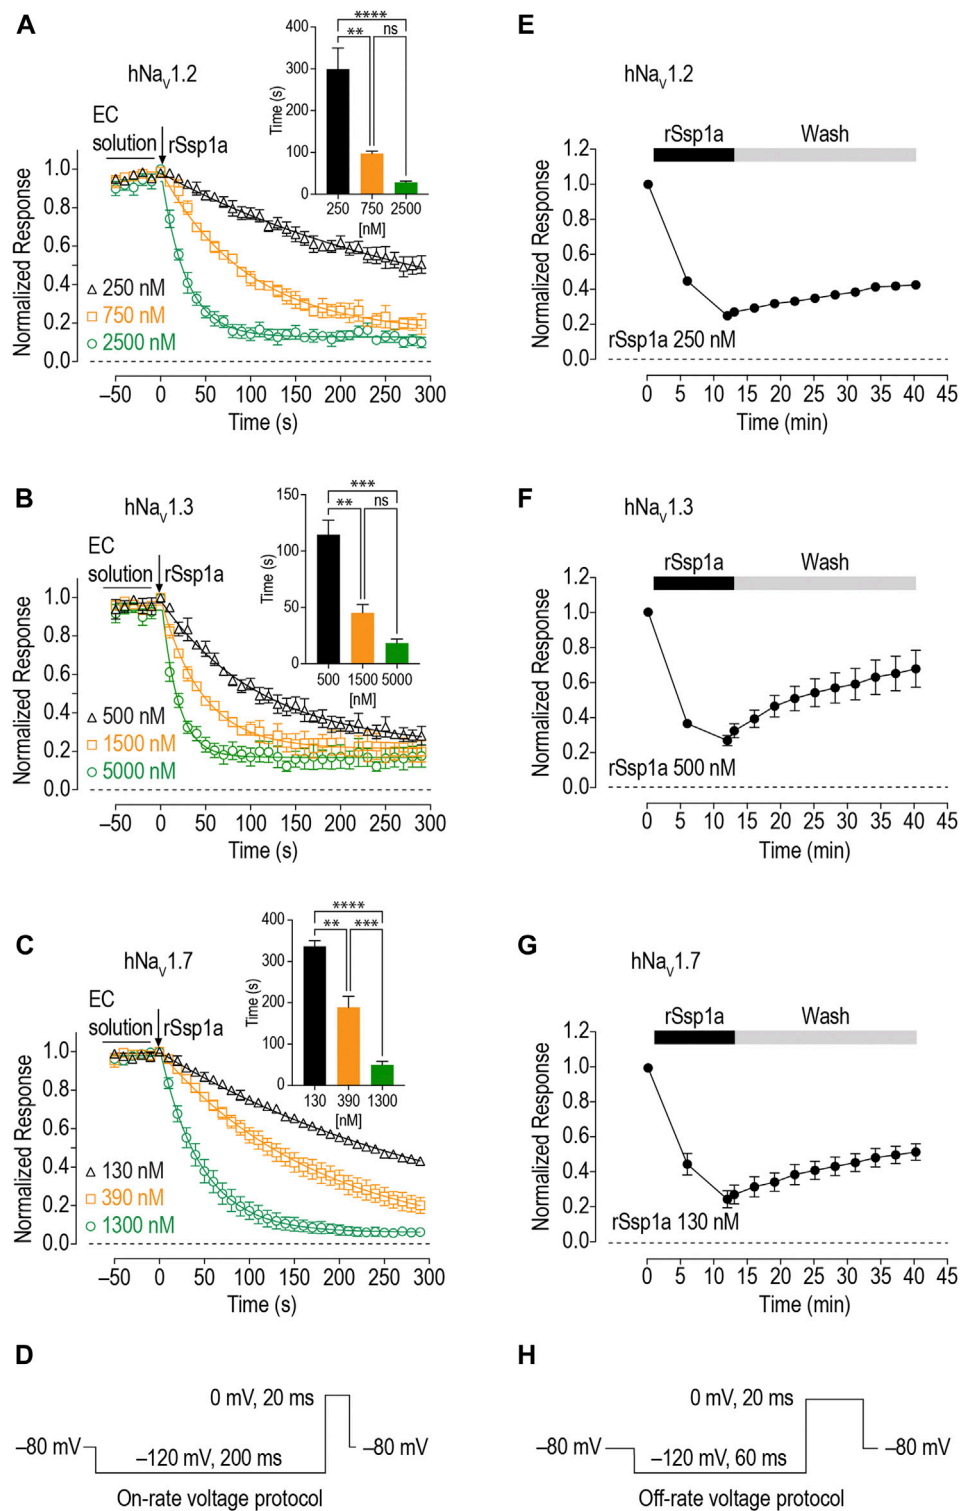 A
hNaV1.2
EC
solution
rSsp1a
Normalized Response
1.0
0.8
0.6
0.4
0.2
0.0
△ 250 nM
□ 750 nM
○ 2500 nM
–50 0 50 100 150 200 250 300
Time (s)
****
** ns
Time (s)
400
300
200
100
0
250 750 2500
[nM]
E
hNaV1.2
rSsp1a Wash
Normalized Response
1.2
1.0
0.8
0.6
0.4
0.2
0.0
rSsp1a 250 nM
0 5 10 15 20 25 30 35 40 45
Time (min)
B
hNaV1.3
EC
solution
rSsp1a
Normalized Response
1.0
0.8
0.6
0.4
0.2
0.0
△ 500 nM
□ 1500 nM
○ 5000 nM
–50 0 50 100 150 200 250 300
Time (s)
***
** ns
Time (s)
150
100
50
0
500 1500 5000
[nM]
F
hNaV1.3
rSsp1a Wash
Normalized Response
1.2
1.0
0.8
0.6
0.4
0.2
0.0
rSsp1a 500 nM
0 5 10 15 20 25 30 35 40 45
Time (min)
C
hNaV1.7
EC
solution
rSsp1a
Normalized Response
1.0
0.8
0.6
0.4
0.2
0.0
△ 130 nM
□ 390 nM
○ 1300 nM
–50 0 50 100 150 200 250 300
Time (s)
****
** ***
Time (s)
400
300
200
100
0
130 390 1300
[nM]
G
hNaV1.7
rSsp1a Wash
Normalized Response
1.2
1.0
0.8
0.6
0.4
0.2
0.0
rSsp1a 130 nM
0 5 10 15 20 25 30 35 40 45
Time (min)
D
0 mV, 20 ms
–80 mV
–120 mV, 200 ms
–80 mV
On-rate voltage protocol
H
0 mV, 20 ms
–80 mV
–120 mV, 60 ms
–80 mV
Off-rate voltage protocol